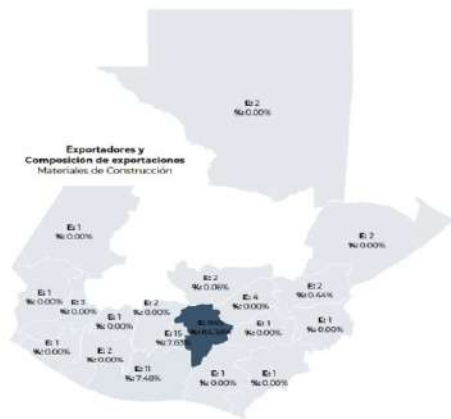 E: 2
%: 0.00%
Exportadores y
Composición de exportaciones
Materiales de Construcción
E: 1
%: 0.00%
E: 2
%: 0.00%
E: 2
%: 0.06%
E: 2
%: 0.44%
E: 1
%: 0.00%
E: 3
%: 0.00%
E: 2
%: 0.00%
E: 4
%: 0.00%
E: 1
%: 0.00%
E: 15
%: 7.63%
E: 1
%: 0.00%
E: 1
%: 0.00%
E: 1
%: 0.00%
E: 2
%: 0.00%
E: 11
%: 7.48%
E: 1
%: 0.00%
E: 1
%: 0.00%